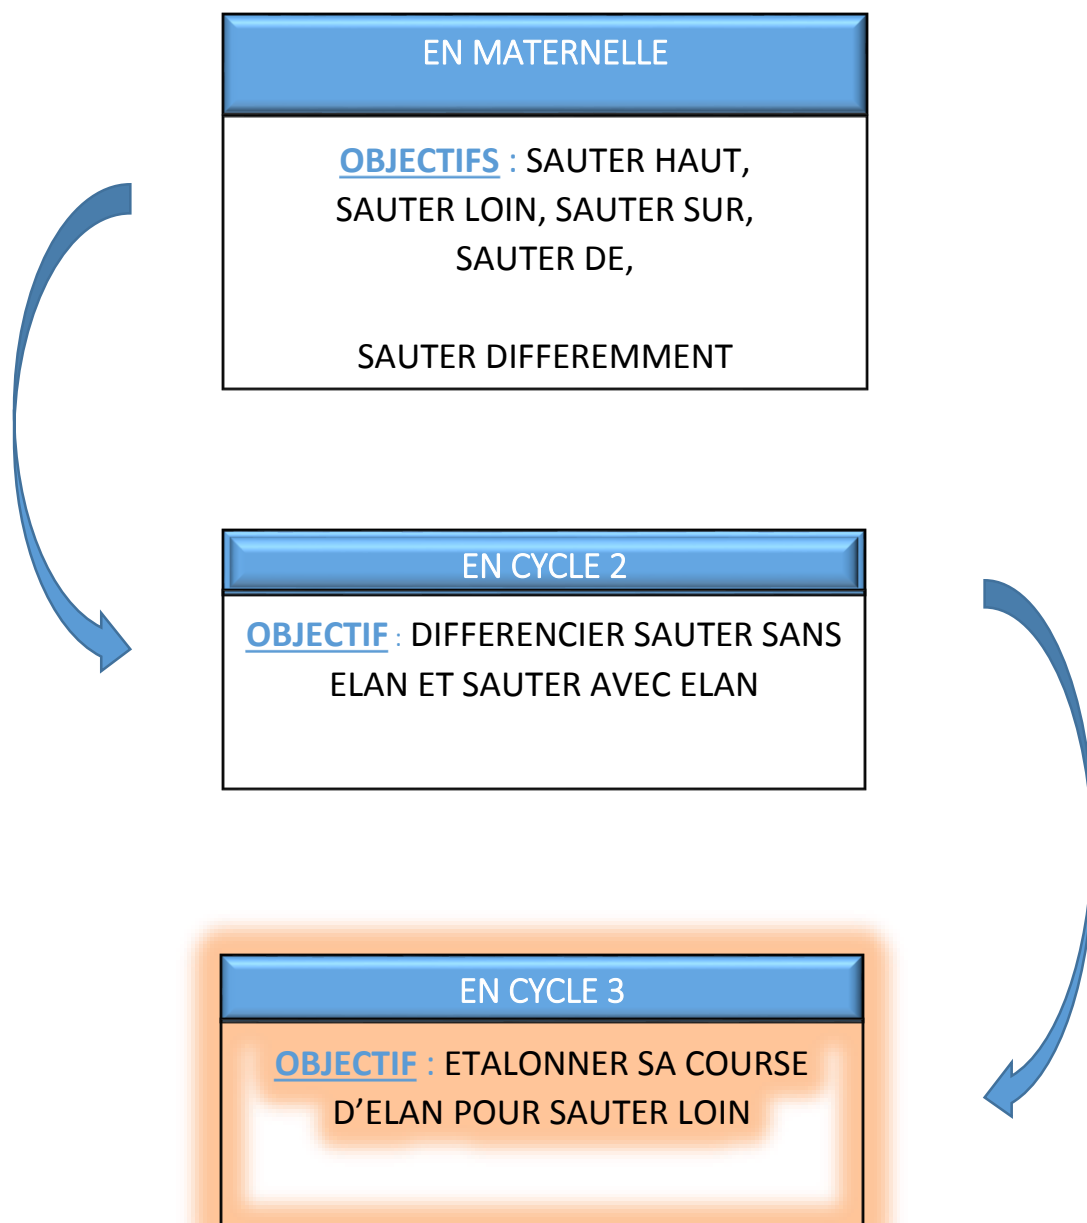 EN MATERNELLE
OBJECTIFS : SAUTER HAUT,
SAUTER LOIN, SAUTER SUR,
SAUTER DE,
SAUTER DIFFEREMMENT
EN CYCLE 2
OBJECTIF : DIFFERENCIER SAUTER SANS
ELAN ET SAUTER AVEC ELAN
EN CYCLE 3
OBJECTIF : ETALONNER SA COURSE
D’ELAN POUR SAUTER LOIN